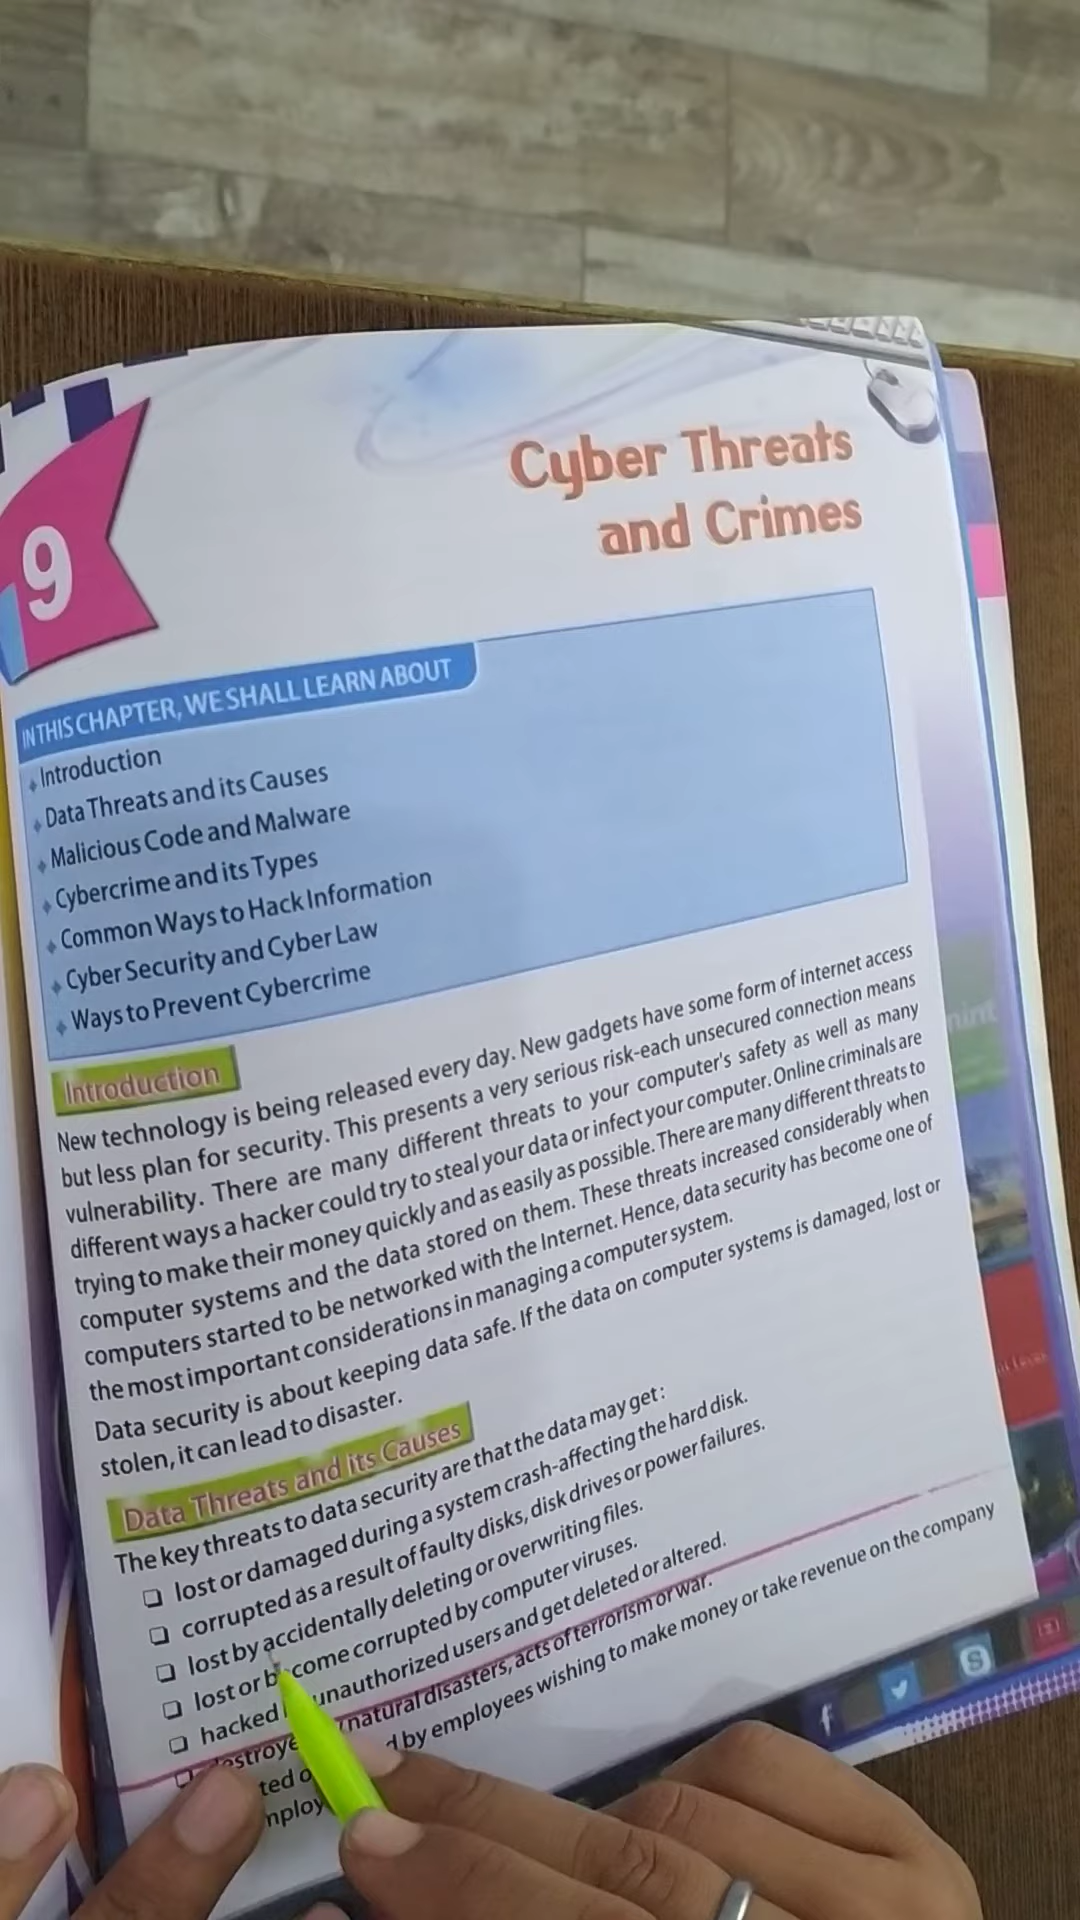 9
Cyber Threats
and Crimes
IN THIS CHAPTER, WE SHALL LEARN ABOUT
Introduction
Data Threats and its Causes
Malicious Code and Malware
Cybercrime and its Types
Common Ways to Hack Information
Cyber Security and Cyber Law
Ways to Prevent Cybercrime
Introduction
New technology is being released every day. New gadgets have some form of internet access
but less plan for security. This presents a very serious risk-each unsecured connection means
vulnerability. There are many different threats to your computer's safety as well as many
different ways a hacker could try to steal your data or infect your computer. Online criminals are
trying to make their money quickly and as easily as possible. There are many different threats to
computer systems and the data stored on them. These threats increased considerably when
computers started to be networked with the Internet. Hence, data security has become one of
the most important considerations in managing a computer system.
Data security is about keeping data safe. If the data on computer systems is damaged, lost or
stolen, it can lead to disaster.
Data Threats and its Causes
The key threats to data security are that the data may get:
lost or damaged during a system crash-affecting the hard disk.
corrupted as a result of faulty disks, disk drives or power failures.
lost by accidentally deleting or overwriting files.
lost or become corrupted by computer viruses.
hacked unauthorized users and get deleted or altered.
natural disasters, acts of terrorism or war.
by employees wishing to make money or take revenue on the company